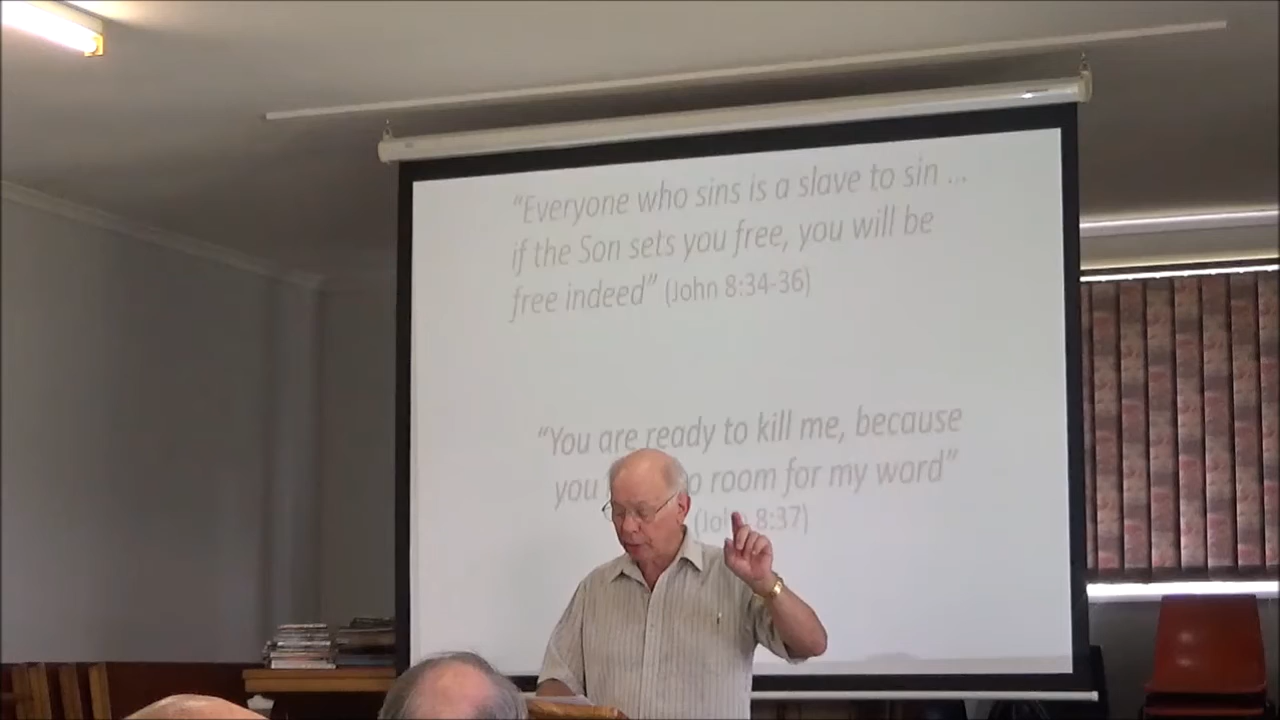 “Everyone who sins is a slave to sin ...
if the Son sets you free, you will be
free indeed” (John 8:34-36)
“You are ready to kill me, because
you room for my word”
(John 8:37)